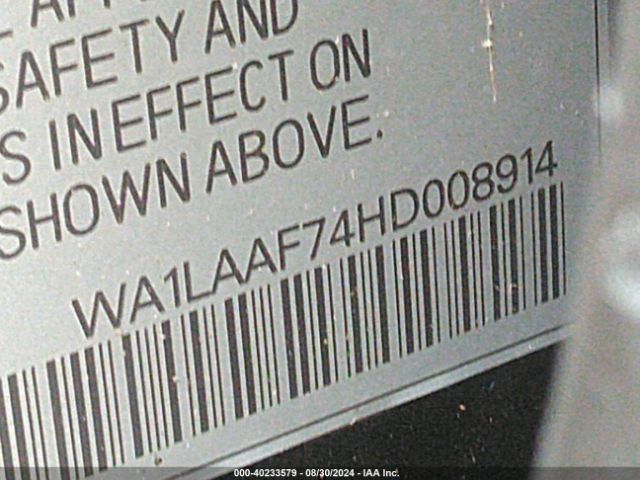 SAFETY AND
S IN EFFECT ON
SHOWN ABOVE.
WA1LAAF74HD008914
000-40233579 - 08/30/2024 - IAA Inc.